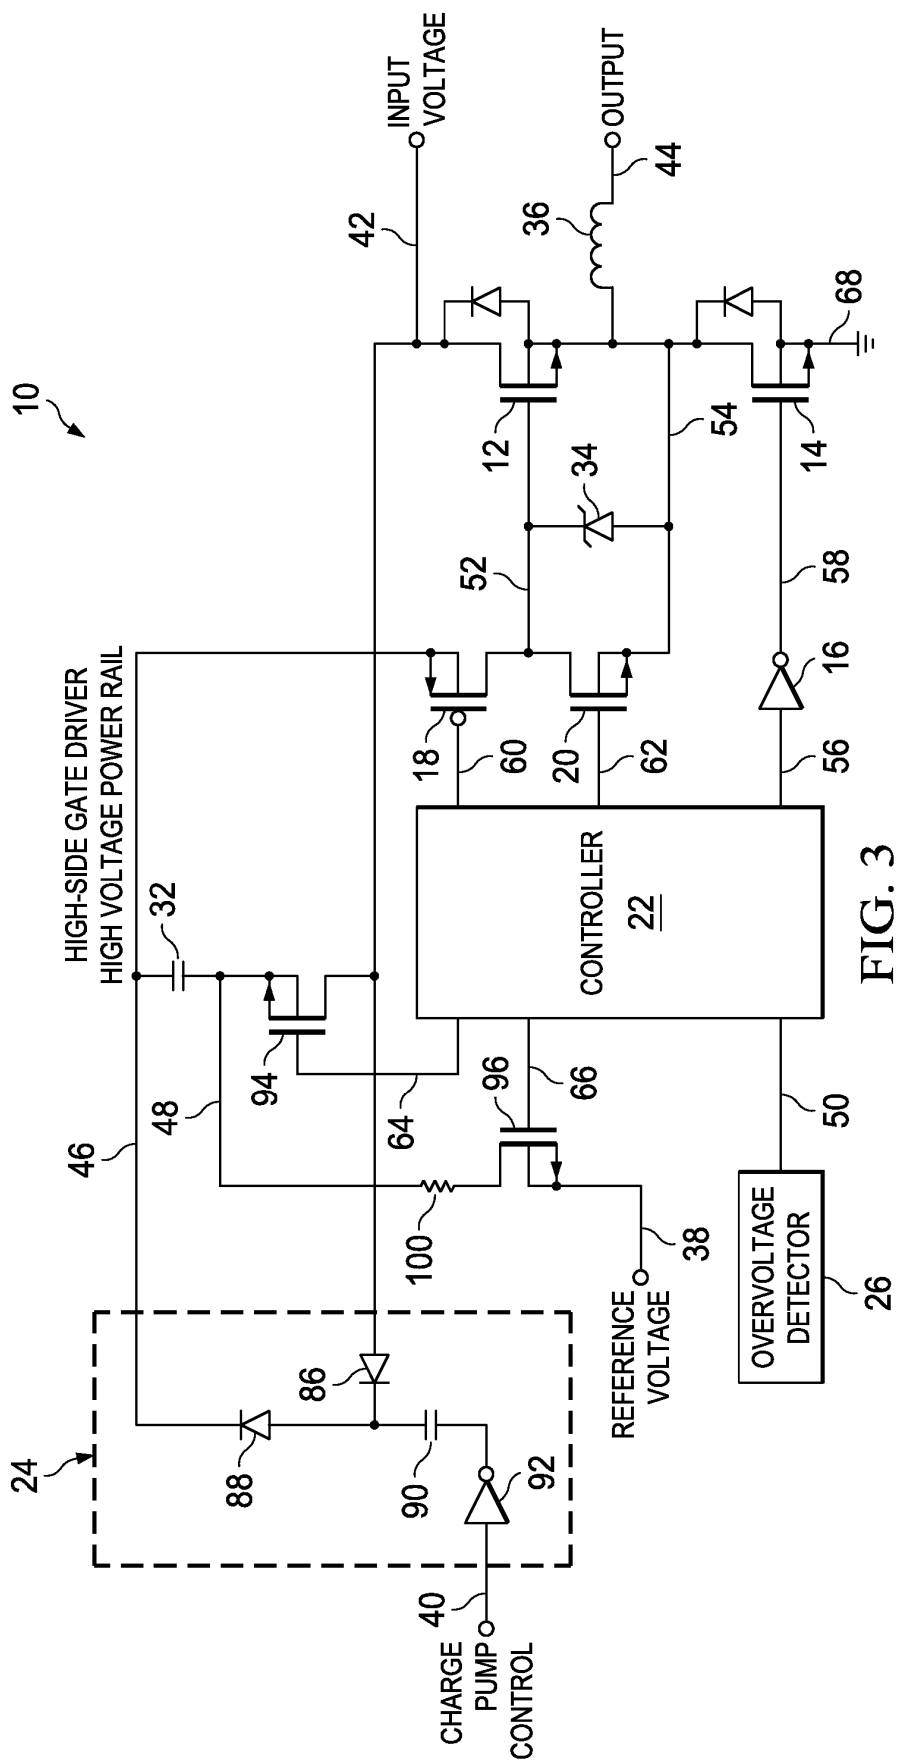 10
INPUT
VOLTAGE
42
OUTPUT
44
36
HIGH-SIDE GATE DRIVER
HIGH VOLTAGE POWER RAIL
46
32
48
94
64
12
52
34
54
68
14
58
16
56
18
60
20
62
CONTROLLER
22
66
96
100
50
38
REFERENCE
VOLTAGE
OVERVOLTAGE
DETECTOR
26
24
86
88
90
92
40
CHARGE
PUMP
CONTROL
FIG. 3